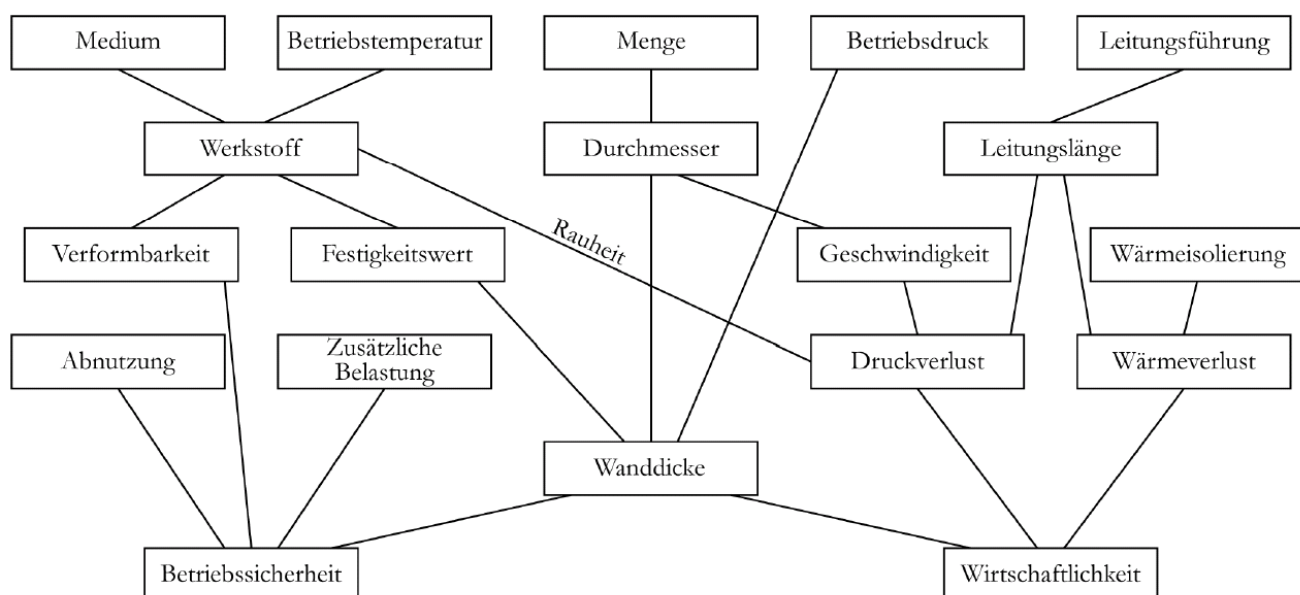 Medium
Betriebstemperatur
Menge
Betriebsdruck
Leitungsführung
Werkstoff
Durchmesser
Leitungslänge
Rauheit
Verformbarkeit
Festigkeitswert
Geschwindigkeit
Wärmeisolierung
Abnutzung
Zusätzliche
Belastung
Druckverlust
Wärmeverlust
Wanddicke
Betriebssicherheit
Wirtschaftlichkeit